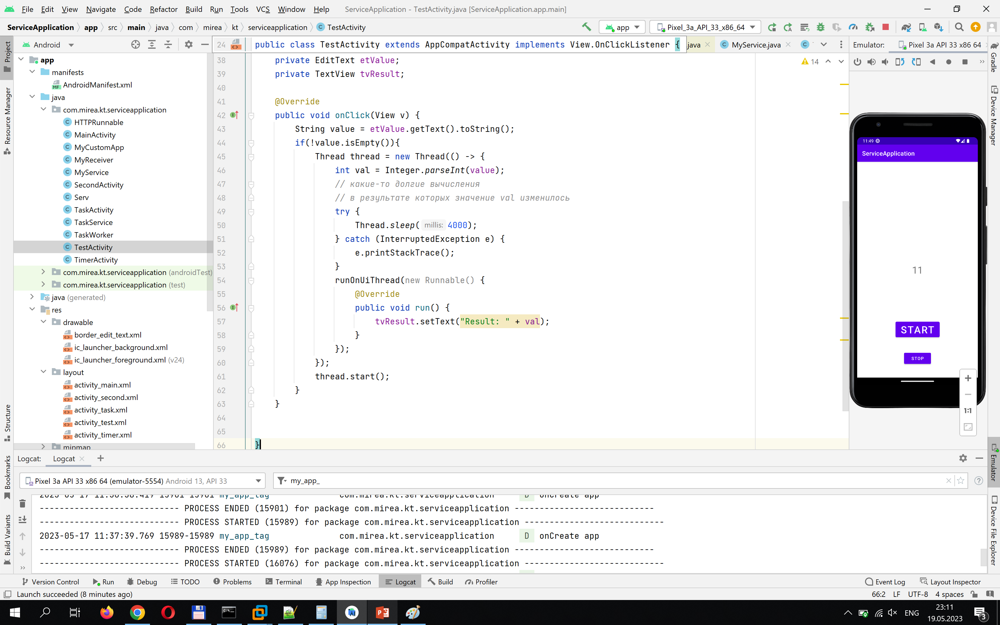 File Edit View Navigate Code Refactor Build Run Tools VCS Window Help ServiceApplication - TestActivity.java [ServiceApplication.app.main]
ServiceApplication app src main java com mirea kt serviceapplication TestActivity app Pixel_3a_API_33_x86_64
Android
24 public class TestActivity extends AppCompatActivity implements View.OnClickListener {
.java MyService.java
Emulator: Pixel 3a API 33 x86 64
Project
Resource Manager
Structure
Bookmarks
Build Variants
app
manifests
AndroidManifest.xml
java
com.mirea.kt.serviceapplication
HTTPRunnable
MainActivity
MyCustomApp
MyReceiver
MyService
SecondActivity
Serv
TaskActivity
TaskService
TaskWorker
TestActivity
TimerActivity
com.mirea.kt.serviceapplication (androidTest)
com.mirea.kt.serviceapplication (test)
java (generated)
res
drawable
border_edit_text.xml
ic_launcher_background.xml
ic_launcher_foreground.xml (v24)
layout
activity_main.xml
activity_second.xml
activity_task.xml
activity_test.xml
activity_timer.xml
mipmap
14
38 private EditText etValue;
39 private TextView tvResult;
40
41 @Override
42 public void onClick(View v) {
43 String value = etValue.getText().toString();
44 if(!value.isEmpty()){
45 Thread thread = new Thread(() -> {
46 int val = Integer.parseInt(value);
47 // какие-то долгие вычисления
48 // в результате которых значение val изменилось
49 try {
50 Thread.sleep( millis: 4000);
51 } catch (InterruptedException e) {
52 e.printStackTrace();
53 }
54 runOnUiThread(new Runnable() {
55 @Override
56 public void run() {
57 tvResult.setText("Result: " + val);
58 }
59 });
60 });
61 thread.start();
62 }
63 }
64
65
66 }
11:49
ServiceApplication
11
START
STOP
1:1
Gradle
Device Manager
Emulator
Device File Explorer
Logcat: Logcat
Pixel 3a API 33 x86 64 (emulator-5554) Android 13, API 33 my_app_
2023-05-17 11:36:38.419 15901-15901 my_app_tag com.mirea.kt.serviceapplication D onCreate app
---------------------------- PROCESS ENDED (15901) for package com.mirea.kt.serviceapplication ----------------------------
---------------------------- PROCESS STARTED (15989) for package com.mirea.kt.serviceapplication ----------------------------
2023-05-17 11:37:39.769 15989-15989 my_app_tag com.mirea.kt.serviceapplication D onCreate app
---------------------------- PROCESS ENDED (15989) for package com.mirea.kt.serviceapplication ----------------------------
---------------------------- PROCESS STARTED (16076) for package com.mirea.kt.serviceapplication ----------------------------
Version Control Run Debug TODO Problems Terminal App Inspection Logcat Build Profiler Event Log Layout Inspector
Launch succeeded (8 minutes ago) 66:2 LF UTF-8 4 spaces
ENG
23:11
19.05.2023
3